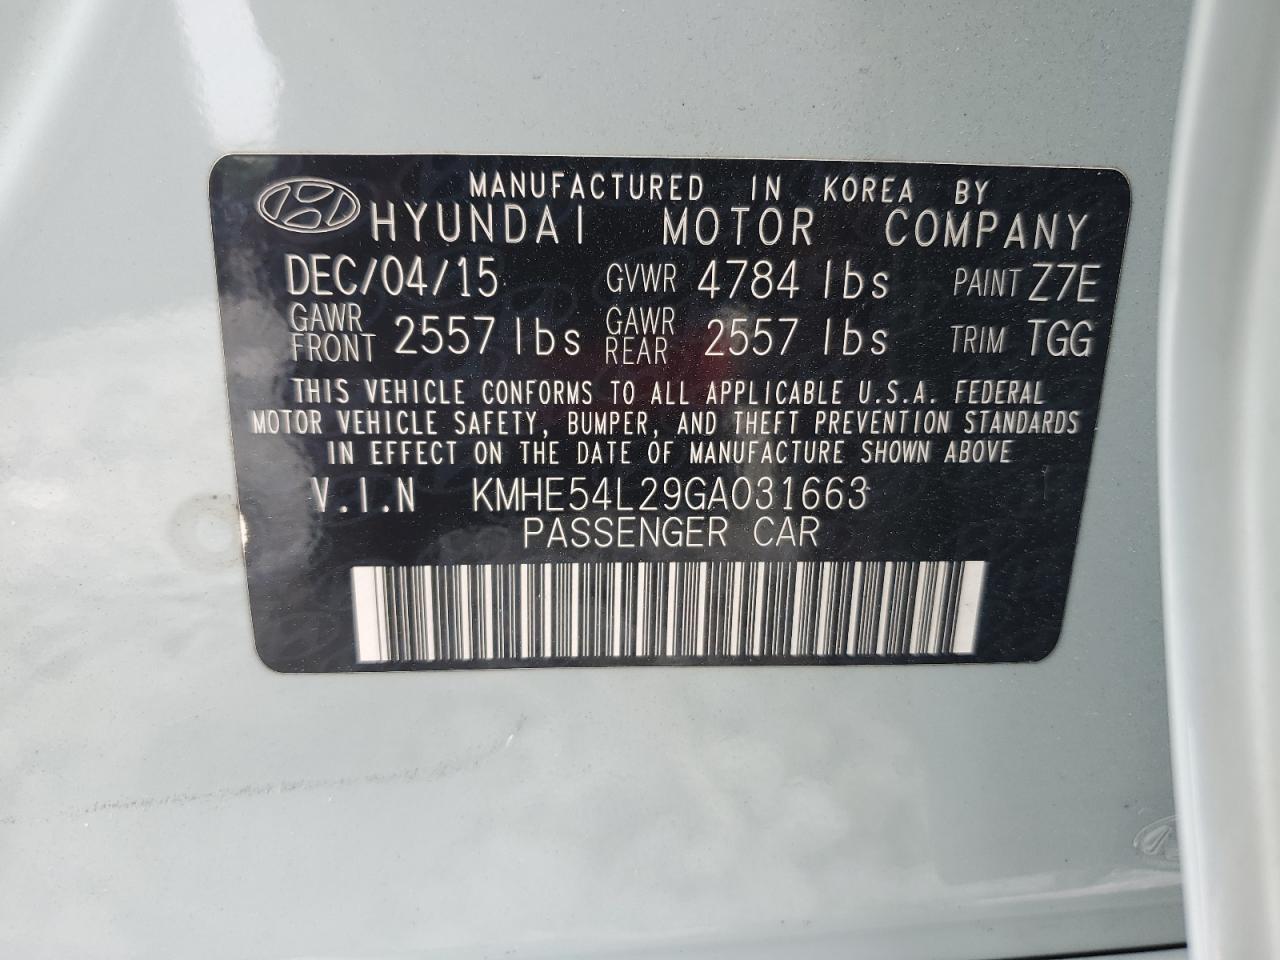 MANUFACTURED IN KOREA BY
HYUNDAI MOTOR COMPANY
DEC/04/15 GVWR 4784 lbs PAINT Z7E
GAWR FRONT 2557 lbs GAWR REAR 2557 lbs TRIM TGG
THIS VEHICLE CONFORMS TO ALL APPLICABLE U.S.A. FEDERAL
MOTOR VEHICLE SAFETY, BUMPER, AND THEFT PREVENTION STANDARDS
IN EFFECT ON THE DATE OF MANUFACTURE SHOWN ABOVE
V.I.N KMHE54L29GA031663
PASSENGER CAR